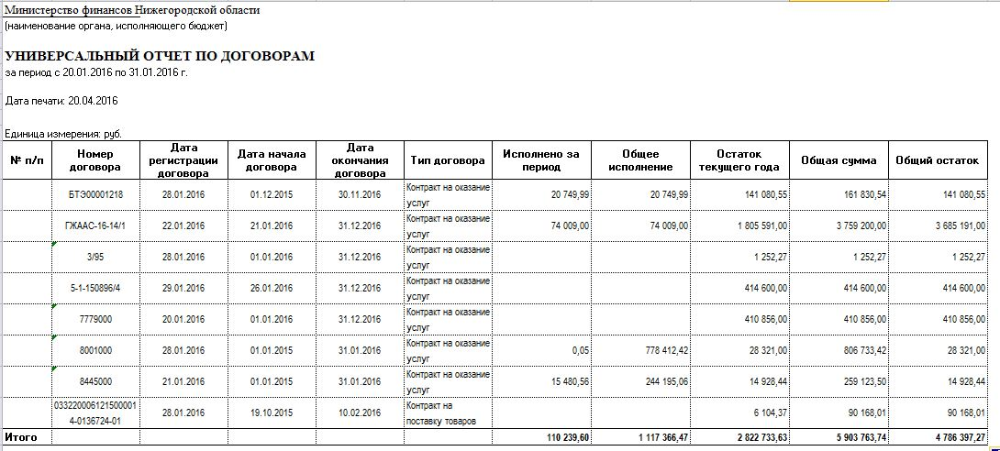 Министерство финансов Нижегородской области
(наименование органа, исполняющего бюджет)
УНИВЕРСАЛЬНЫЙ ОТЧЕТ ПО ДОГОВОРАМ
за период с 20.01.2016 по 31.01.2016 г.
Дата печати: 20.04.2016
Единица измерения: руб.
№ п/п Номер договора Дата регистрации договора Дата начала договора Дата окончания договора Тип договора Исполнено за период Общее исполнение Остаток текущего года Общая сумма Общий остаток
БТЭ00001218 28.01.2016 01.12.2015 30.11.2016 Контракт на оказание услуг 20 749,99 20 749,99 141 080,55 161 830,54 141 080,55
ГЖААС-16-14/1 22.01.2016 21.01.2016 31.12.2016 Контракт на оказание услуг 74 009,00 74 009,00 1 805 591,00 3 759 200,00 3 685 191,00
3/95 28.01.2016 01.01.2016 31.12.2016 Контракт на оказание услуг 1 252,27 1 252,27 1 252,27
5-1-150896/4 29.01.2016 26.01.2016 31.12.2016 Контракт на оказание услуг 414 600,00 414 600,00 414 600,00
7779000 20.01.2016 01.01.2016 31.12.2016 Контракт на оказание услуг 410 856,00 410 856,00 410 856,00
8001000 28.01.2016 01.01.2015 31.01.2016 Контракт на оказание услуг 0,05 778 412,42 28 321,00 806 733,42 28 321,00
8445000 21.01.2016 01.01.2015 31.01.2016 Контракт на оказание услуг 15 480,56 244 195,06 14 928,44 259 123,50 14 928,44
033220006121500001 4-0136724-01 28.01.2016 19.10.2015 10.02.2016 Контракт на поставку товаров 6 104,37 90 168,01 90 168,01
Итого 110 239,60 1 117 366,47 2 822 733,63 5 903 763,74 4 786 397,27